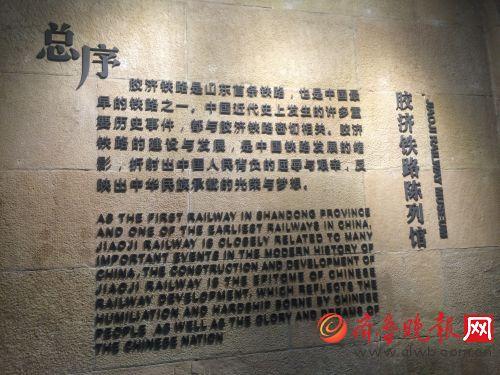 总序
胶济铁路是山东首条铁路,也是中国最
早的铁路之一,中国近代史上发生的许多重
要历史事件,都与胶济铁路密切相关。胶济
铁路的建设与发展,是中国铁路发展的缩
影,折射出中国人民背负的屈辱与艰辛,反
映出中华民族承载的光荣与梦想。
AS THE FIRST RAILWAY IN SHANDONG PROVINCE
AND ONE OF THE EARLIEST RAILWAYS IN CHINA,
JIAOJI RAILWAY IS CLOSELY RELATED TO MANY
IMPORTANT EVENTS IN THE MODERN HISTORY OF
CHINA, THE CONSTRUCTION AND DEVELOPMENT OF
JIAOJI RAILWAY IS THE EPITOME OF CHINESE
RAILWAY DEVELOPMENT, WHICH REFLECTS THE
HUMILIATION AND HARDSHIP BORNE BY CHINESE
PEOPLE, AS WELL AS THE GLORY AND DREAMS OF
THE CHINESE NATION
胶济铁路陈列馆
JIAOJI RAILWAY MUSEUM
齐鲁晚报网
www.qlwb.com.cn